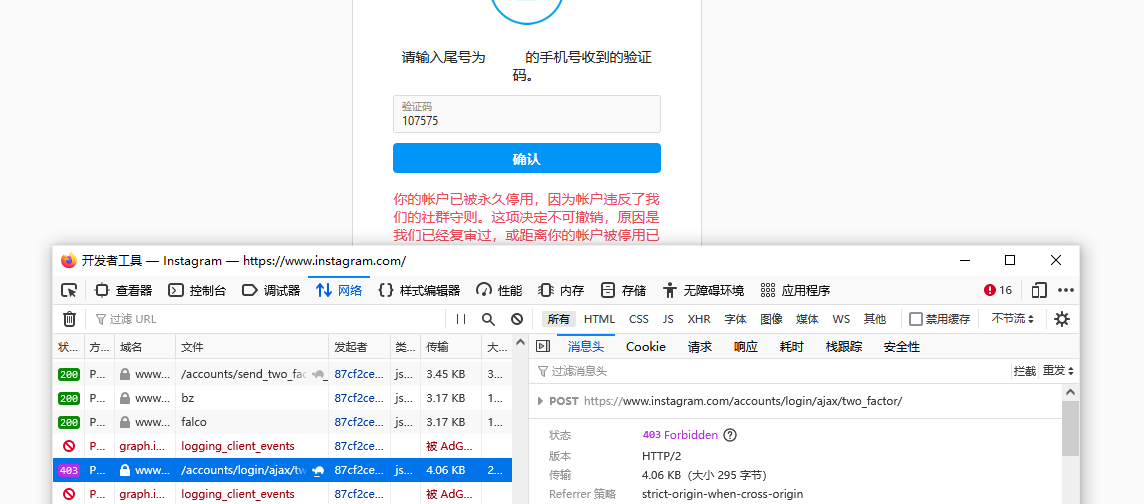 请输入尾号为 的手机号收到的验证
码。
验证码
107575
确认
你的帐户已被永久停用，因为帐户违反了我
们的社群守则。这项决定不可撤销，原因是
我们已经复审过，或距离你的帐户被停用已
开发者工具 — Instagram — https://www.instagram.com/
查看器 控制台 调试器 网络 样式编辑器 性能 内存 存储 无障碍环境 应用程序 16
过滤 URL 所有 HTML CSS JS XHR 字体 图像 媒体 WS 其他 禁用缓存 不节流
状... 方... 域名 文件 发起者 类... 传输 大... 消息头 Cookie 请求 响应 耗时 栈跟踪 安全性
过滤消息头 拦截 重发
200 P... www... /accounts/send_two_fac 87cf2ce... js... 3.45 KB 3...
200 P... www... bz 87cf2ce... js... 3.17 KB 1...
200 P... www... falco 87cf2ce... js... 3.17 KB 1...
P... graph.i... logging_client_events 87cf2ce... 被 AdG...
403 P... www... /accounts/login/ajax/tw 87cf2ce... js... 4.06 KB 2...
P... graph.i... logging_client_events 87cf2ce... 被 AdG...
POST https://www.instagram.com/accounts/login/ajax/two_factor/
状态 403 Forbidden ?
版本 HTTP/2
传输 4.06 KB（大小 295 字节）
Referrer 策略 strict-origin-when-cross-origin